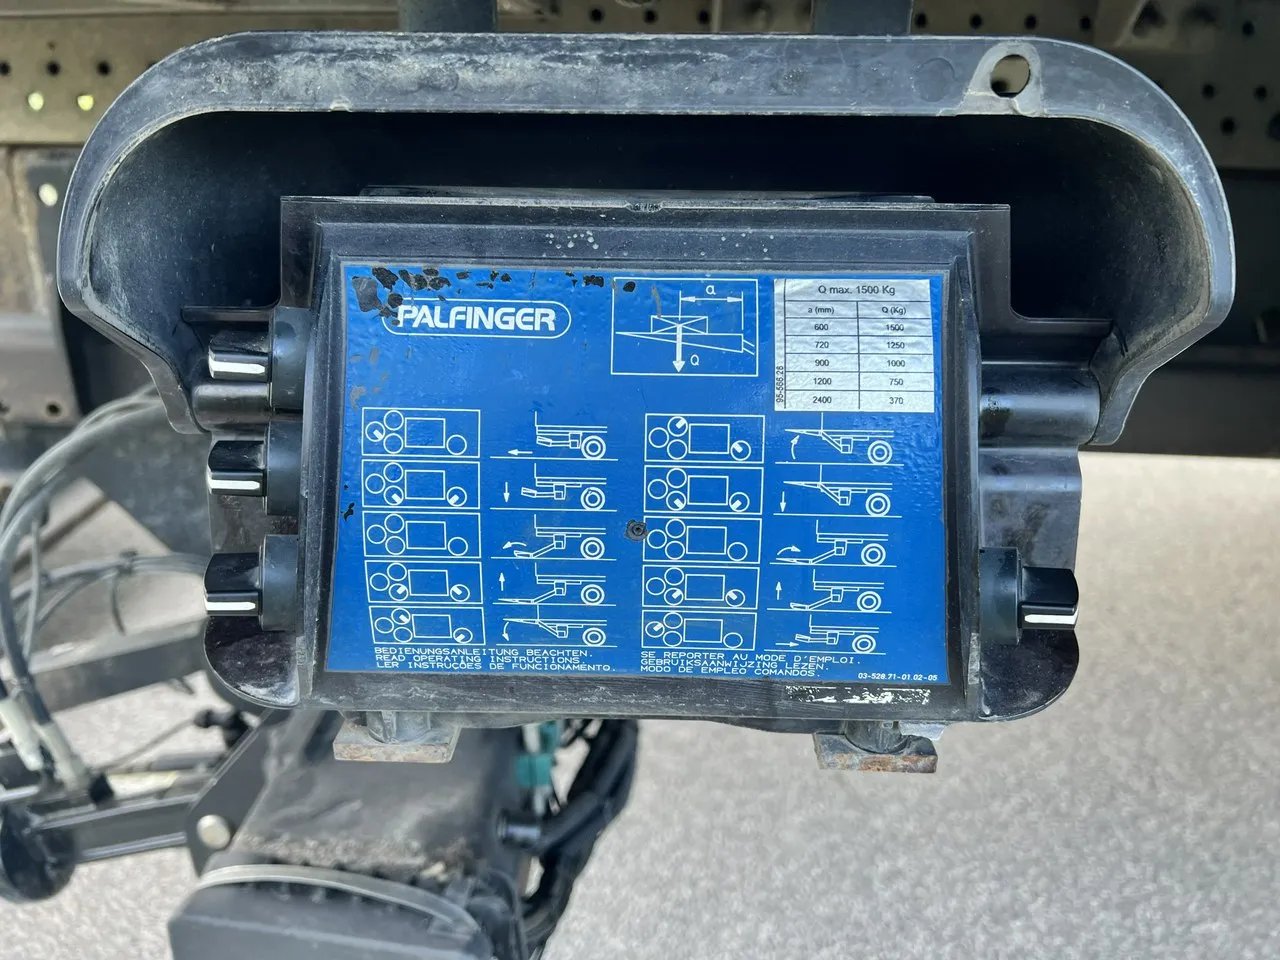 PALFINGER
a
Q
Q max. 1500 Kg
a (mm) Q (Kg)
600 1500
720 1250
900 1000
1200 750
2400 370
95-566.26
BEDIENUNGSANLEITUNG BEACHTEN.
READ OPERATING INSTRUCTIONS.
LER INSTRUÇOES DE FUNCIONAMENTO.
SE REPORTER AU MODE D'EMPLOI.
GEBRUIKSAANWIJZING LEZEN.
MODO DE EMPLEO COMANDOS.
03-528.71-01.02-05